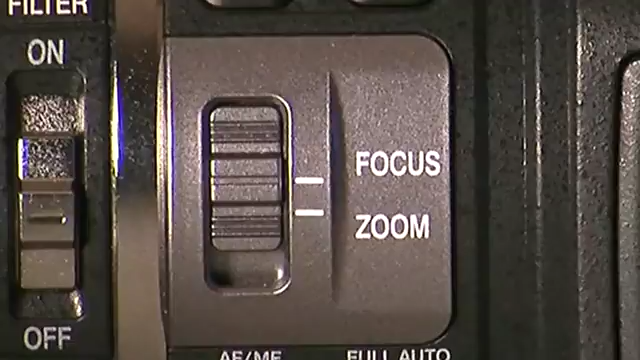 FILTER
ON
OFF
FOCUS
ZOOM
AF/MF
FULL AUTO